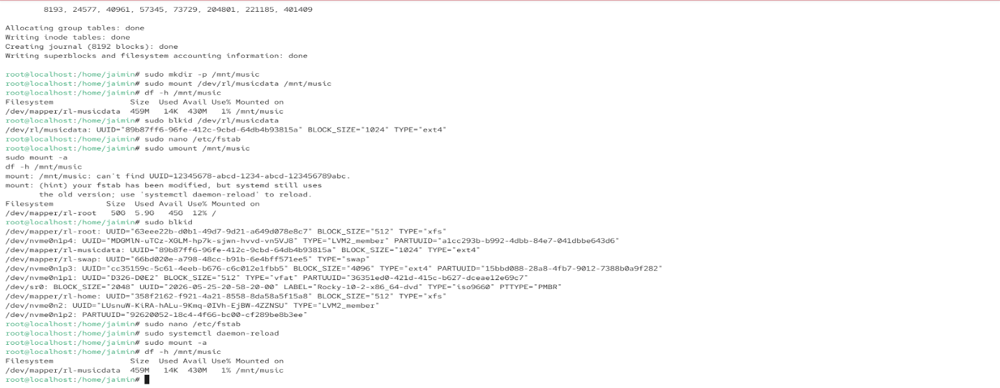 8193, 24577, 40961, 57345, 73729, 204801, 221185, 401409
Allocating group tables: done
Writing inode tables: done
Creating journal (8192 blocks): done
Writing superblocks and filesystem accounting information: done
root@localhost:/home/jaimin# sudo mkdir -p /mnt/music
root@localhost:/home/jaimin# sudo mount /dev/rl/musicdata /mnt/music
root@localhost:/home/jaimin# df -h /mnt/music
Filesystem                Size  Used Avail Use% Mounted on
/dev/mapper/rl-musicdata  459M   14K  430M   1% /mnt/music
root@localhost:/home/jaimin# sudo blkid /dev/rl/musicdata
/dev/rl/musicdata: UUID="89b87ff6-96fe-412c-9cbd-64db4b93815a" BLOCK_SIZE="1024" TYPE="ext4"
root@localhost:/home/jaimin# sudo nano /etc/fstab
root@localhost:/home/jaimin# sudo umount /mnt/music
sudo mount -a
df -h /mnt/music
mount: /mnt/music: can't find UUID=12345678-abcd-1234-abcd-123456789abc.
mount: (hint) your fstab has been modified, but systemd still uses
       the old version; use 'systemctl daemon-reload' to reload.
Filesystem           Size  Used Avail Use% Mounted on
/dev/mapper/rl-root   50G  5.9G   45G  12% /
root@localhost:/home/jaimin# sudo blkid
/dev/mapper/rl-root: UUID="63eee22b-d0b1-49d7-9d21-a649d078e8c7" BLOCK_SIZE="512" TYPE="xfs"
/dev/nvme0n1p4: UUID="MDGMlN-uTCz-XGLM-hp7k-sjwn-hvvd-vn5VJ8" TYPE="LVM2_member" PARTUUID="a1cc293b-b992-4dbb-84e7-041dbbe643d6"
/dev/mapper/rl-musicdata: UUID="89b87ff6-96fe-412c-9cbd-64db4b93815a" BLOCK_SIZE="1024" TYPE="ext4"
/dev/mapper/rl-swap: UUID="66bd020e-a798-48cc-b91b-6e4bff571ee5" TYPE="swap"
/dev/nvme0n1p3: UUID="cc35159c-5c61-4eeb-b676-c6c012e1fbb5" BLOCK_SIZE="4096" TYPE="ext4" PARTUUID="15bbd088-28a8-4fb7-9012-7388b0a9f282"
/dev/nvme0n1p1: UUID="D326-D0E2" BLOCK_SIZE="512" TYPE="vfat" PARTUUID="36351ed0-421d-415c-b627-dceae12e69c7"
/dev/sr0: BLOCK_SIZE="2048" UUID="2026-05-25-20-58-20-00" LABEL="Rocky-10-2-x86_64-dvd" TYPE="iso9660" PTTYPE="PMBR"
/dev/mapper/rl-home: UUID="358f2162-f921-4a21-8558-8da58a5f15a8" BLOCK_SIZE="512" TYPE="xfs"
/dev/nvme0n2: UUID="LUsnuW-KiRA-hALu-9Kmq-0IVh-EjBW-4ZZNSU" TYPE="LVM2_member"
/dev/nvme0n1p2: PARTUUID="92620052-18c4-4f66-bc00-cf289be8b3ee"
root@localhost:/home/jaimin# sudo nano /etc/fstab
root@localhost:/home/jaimin# sudo systemctl daemon-reload
root@localhost:/home/jaimin# sudo mount -a
root@localhost:/home/jaimin# df -h /mnt/music
Filesystem                Size  Used Avail Use% Mounted on
/dev/mapper/rl-musicdata  459M   14K  430M   1% /mnt/music
root@localhost:/home/jaimin#